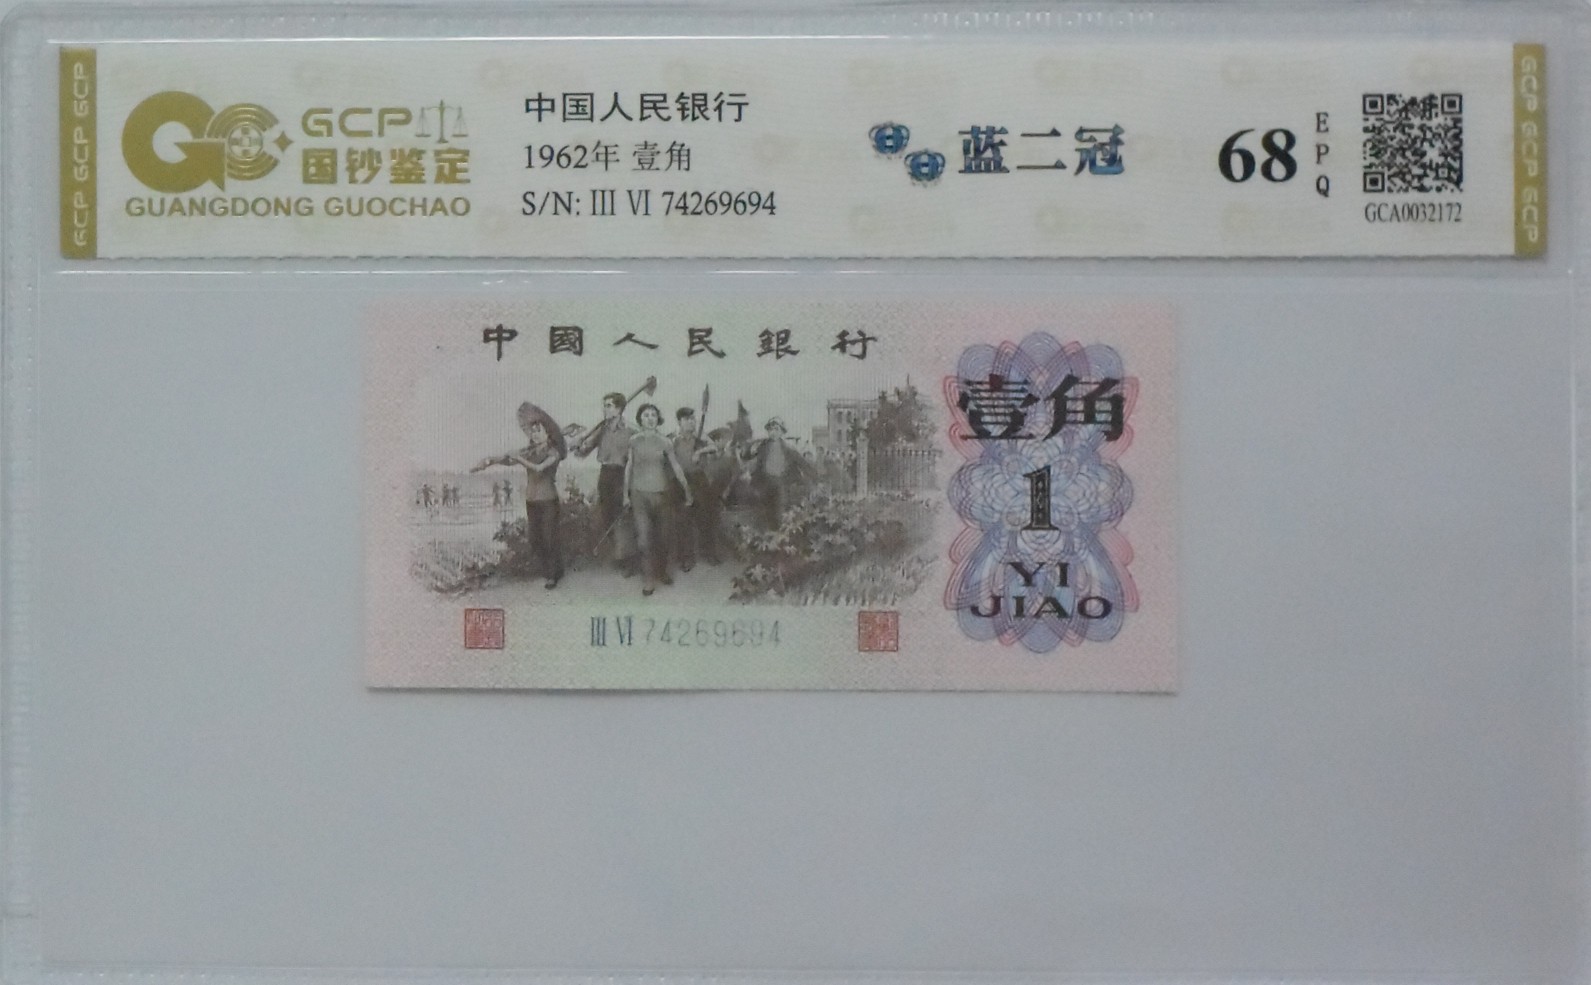 GCP GCP GCP
GCP
国钞鉴定
GUANGDONG GUOCHAO
中国人民银行
1962年 壹角
S/N: Ⅲ Ⅵ 74269694
蓝二冠
68
EPQ
GCA0032172
GCP GCP GCP
中國人民銀行
壹角
1
YI
JIAO
Ⅲ Ⅵ 74269694